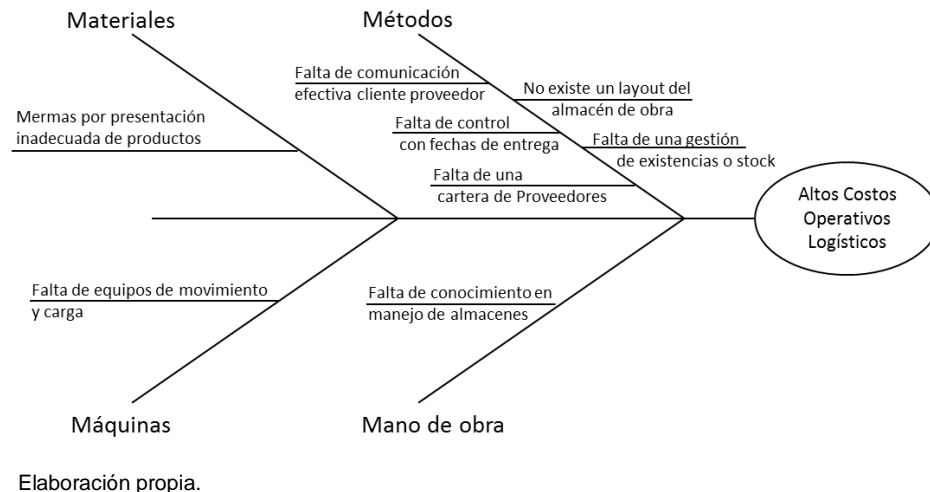 Materiales
Métodos
Falta de comunicación
efectiva cliente proveedor
No existe un layout del
almacén de obra
Mermas por presentación
inadecuada de productos
Falta de control
con fechas de entrega
Falta de una gestión
de existencias o stock
Falta de una
cartera de Proveedores
Altos Costos
Operativos
Logísticos
Falta de equipos de movimiento
y carga
Falta de conocimiento en
manejo de almacenes
Máquinas
Mano de obra
Elaboración propia.